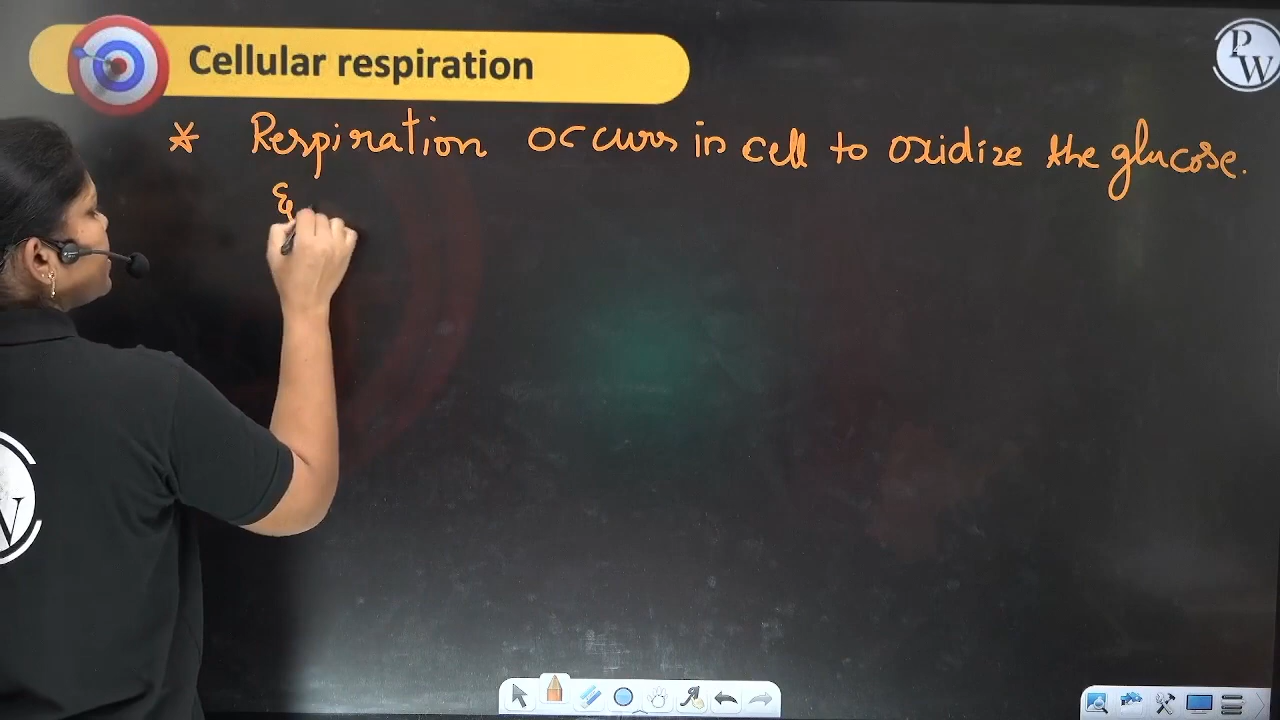 Cellular respiration
P
W
* Respiration occurs in cell to oxidize the glucose.
&
W